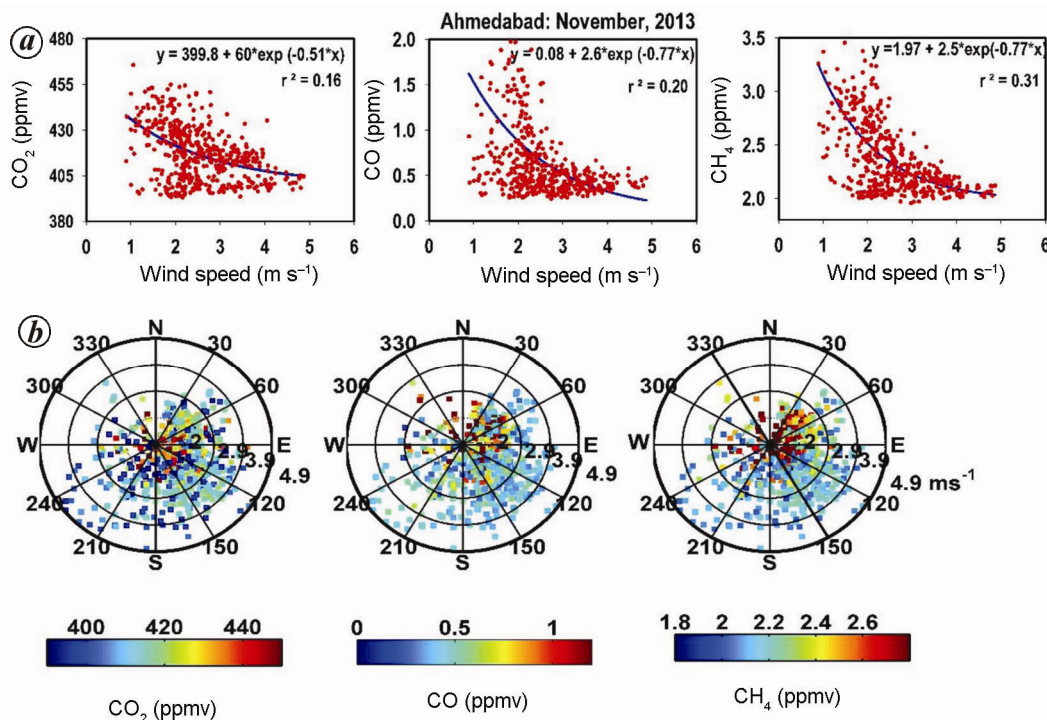 Ahmedabad: November, 2013
a
480
455
430
405
380
CO₂ (ppmv)
y = 399.8 + 60*exp (-0.51*x)
r ² = 0.16
0 1 2 3 4 5 6
Wind speed (m s⁻¹)
2.0
1.5
1.0
0.5
0.0
CO (ppmv)
y = 0.08 + 2.6*exp (-0.77*x)
r ² = 0.20
0 1 2 3 4 5 6
Wind speed (m s⁻¹)
3.5
3.0
2.5
2.0
CH₄ (ppmv)
y =1.97 + 2.5*exp(-0.77*x)
r ² = 0.31
0 1 2 3 4 5 6
Wind speed (m s⁻¹)
b
N
330 30
300 60
W E
2
2.9
3.9
4.9
240 120
210 150
S
N
330 30
300 60
W E
2
2.9
3.9
4.9
240 120
210 150
S
N
330 30
300 60
W E
2
2.9
3.9
4.9 ms⁻¹
240 120
210 150
S
400 420 440
CO₂ (ppmv)
0 0.5 1
CO (ppmv)
1.8 2 2.2 2.4 2.6
CH₄ (ppmv)